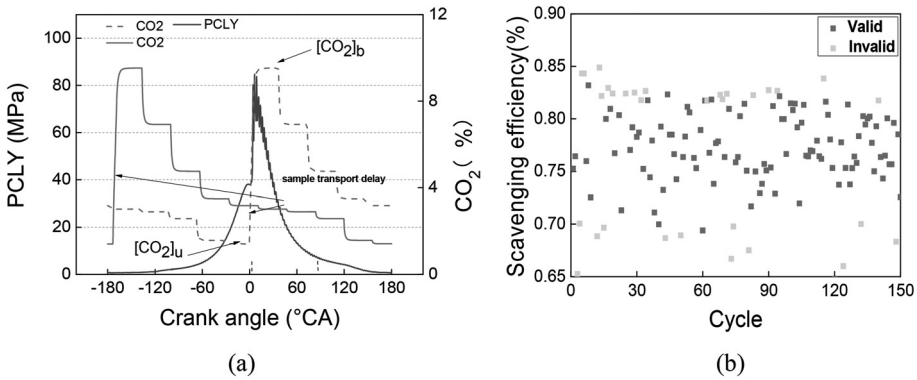 CO2 PCLY
CO2
[CO₂]b
sample transport delay
[CO₂]u
PCLY (MPa)
100
80
60
40
20
0
-180 -120 -60 0 60 120 180
Crank angle (°CA)
12
8
4
0
CO₂( %)
(a)
Scavenging efficiency(%)
0.90
0.85
0.80
0.75
0.70
0.65
Valid
Invalid
0 30 60 90 120 150
Cycle
(b)